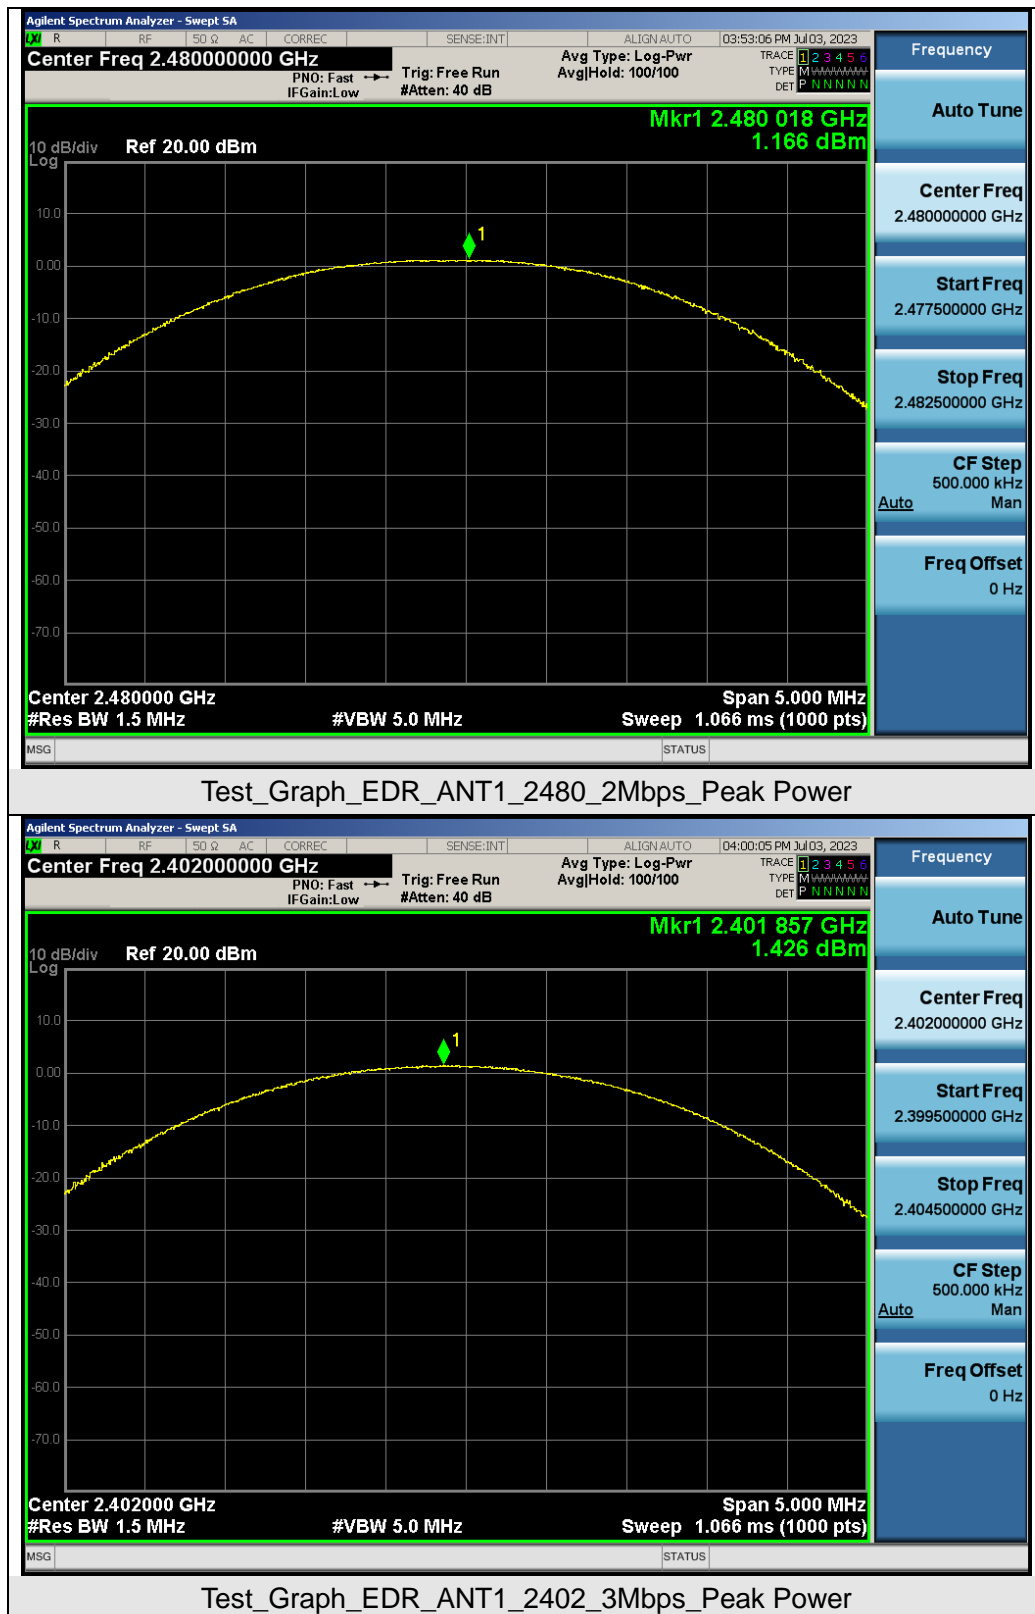 Agilent Spectrum Analyzer - Swept SA
LXI R RF 50 Ω AC CORREC SENSE:INT ALIGN AUTO 03:53:06 PM Jul 03, 2023
Center Freq 2.480000000 GHz
PNO: Fast
IFGain:Low
Trig: Free Run
#Atten: 40 dB
Avg Type: Log-Pwr
Avg|Hold: 100/100
TRACE 1 2 3 4 5 6
TYPE M WWWWW
DET P N N N N N
Mkr1 2.480 018 GHz
1.166 dBm
10 dB/div Ref 20.00 dBm
Log
10.0
1
0.00
-10.0
-20.0
-30.0
-40.0
-50.0
-60.0
-70.0
Center 2.480000 GHz Span 5.000 MHz
#Res BW 1.5 MHz #VBW 5.0 MHz Sweep 1.066 ms (1000 pts)
MSG STATUS
Frequency
Auto Tune
Center Freq
2.480000000 GHz
Start Freq
2.477500000 GHz
Stop Freq
2.482500000 GHz
CF Step
500.000 kHz
Auto Man
Freq Offset
0 Hz
Test_Graph_EDR_ANT1_2480_2Mbps_Peak Power
Agilent Spectrum Analyzer - Swept SA
LXI R RF 50 Ω AC CORREC SENSE:INT ALIGN AUTO 04:00:05 PM Jul 03, 2023
Center Freq 2.402000000 GHz
PNO: Fast
IFGain:Low
Trig: Free Run
#Atten: 40 dB
Avg Type: Log-Pwr
Avg|Hold: 100/100
TRACE 1 2 3 4 5 6
TYPE M WWWWW
DET P N N N N N
Mkr1 2.401 857 GHz
1.426 dBm
10 dB/div Ref 20.00 dBm
Log
10.0
1
0.00
-10.0
-20.0
-30.0
-40.0
-50.0
-60.0
-70.0
Center 2.402000 GHz Span 5.000 MHz
#Res BW 1.5 MHz #VBW 5.0 MHz Sweep 1.066 ms (1000 pts)
MSG STATUS
Frequency
Auto Tune
Center Freq
2.402000000 GHz
Start Freq
2.399500000 GHz
Stop Freq
2.404500000 GHz
CF Step
500.000 kHz
Auto Man
Freq Offset
0 Hz
Test_Graph_EDR_ANT1_2402_3Mbps_Peak Power